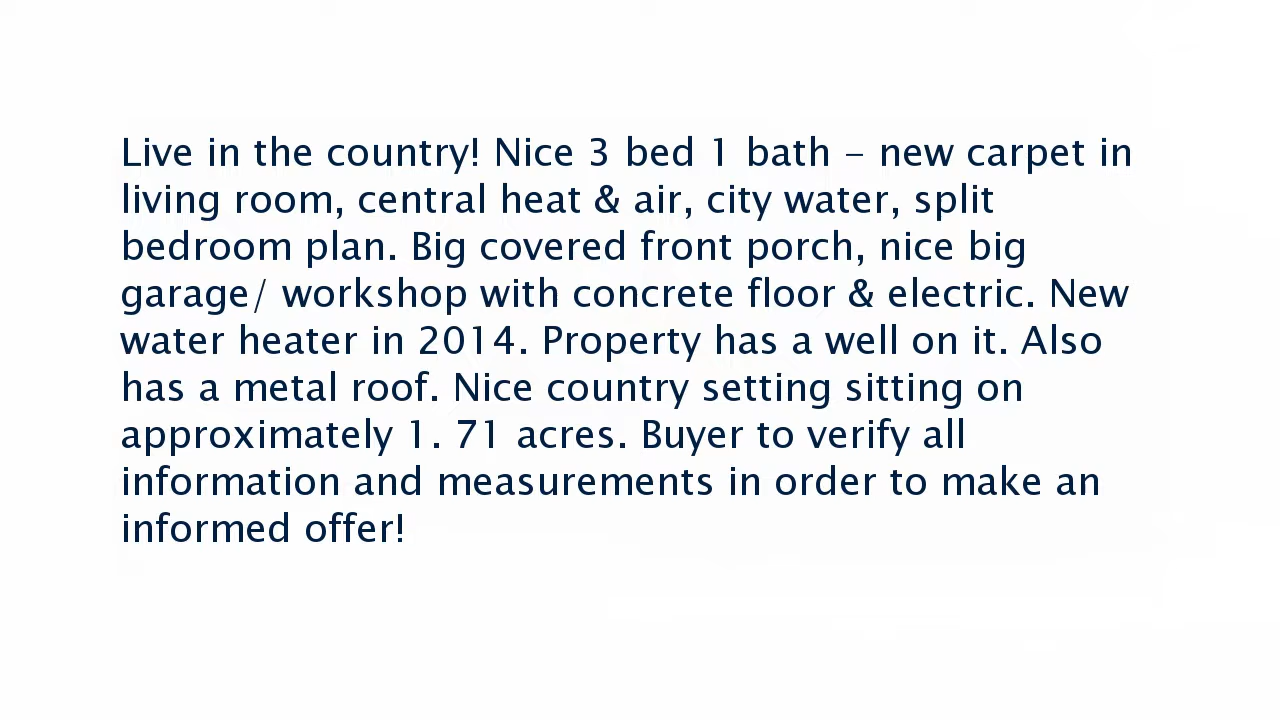 Live in the country! Nice 3 bed 1 bath – new carpet in
living room, central heat & air, city water, split
bedroom plan. Big covered front porch, nice big
garage/ workshop with concrete floor & electric. New
water heater in 2014. Property has a well on it. Also
has a metal roof. Nice country setting sitting on
approximately 1. 71 acres. Buyer to verify all
information and measurements in order to make an
informed offer!